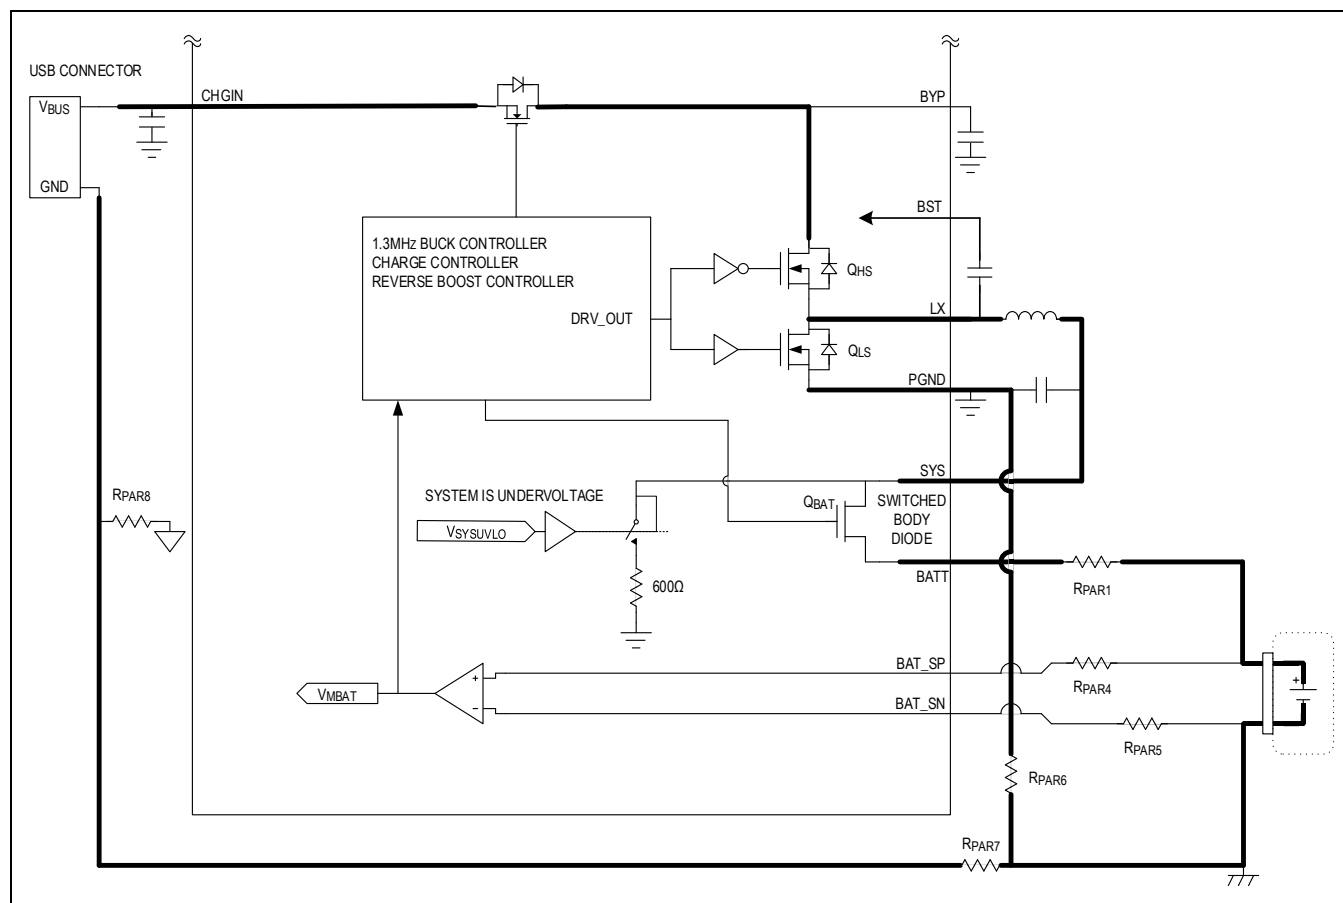 USB CONNECTOR
VBUS
GND
CHGIN
BYP
BST
1.3MHz BUCK CONTROLLER
CHARGE CONTROLLER
REVERSE BOOST CONTROLLER
DRV_OUT
QHS
LX
QLS
PGND
SYS
RPAR8
SYSTEM IS UNDERVOLTAGE
VSYSUVLO
QBAT
SWITCHED
BODY
DIODE
BATT
RPAR1
600Ω
BAT_SP
RPAR4
VMBAT
+
−
BAT_SN
RPAR5
+
RPAR6
RPAR7